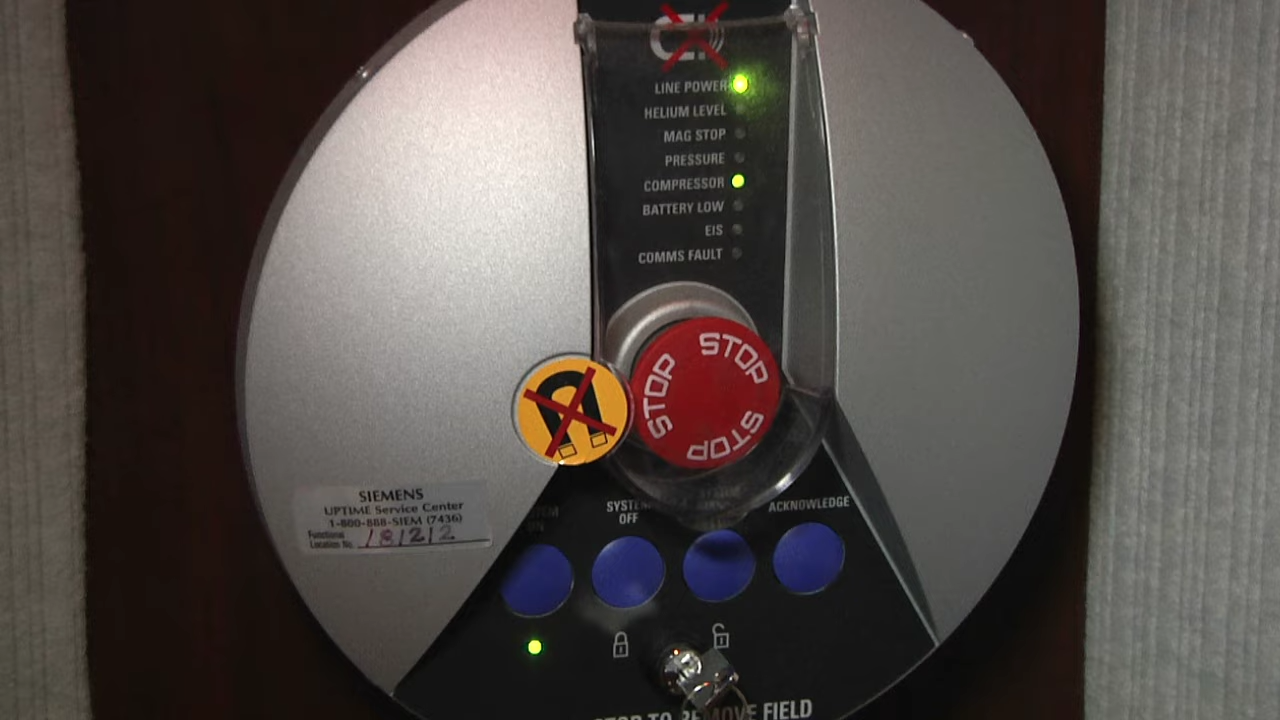 LINE POWER
HELIUM LEVEL
MAG STOP
PRESSURE
COMPRESSOR
BATTERY LOW
EIS
COMMS FAULT
STOP
STOP
STOP
SIEMENS
UPTIME Service Center
1-800-888-SIEM (7436)
Functional
Location No. 181212
SYSTEM
OFF
ACKNOWLEDGE
TO REMOVE FIELD